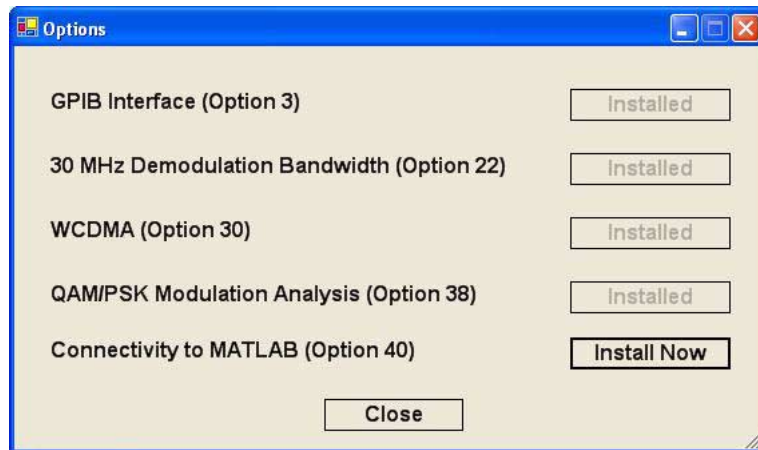 Options
GPIB Interface (Option 3) Installed
30 MHz Demodulation Bandwidth (Option 22) Installed
WCDMA (Option 30) Installed
QAM/PSK Modulation Analysis (Option 38) Installed
Connectivity to MATLAB (Option 40) Install Now
Close